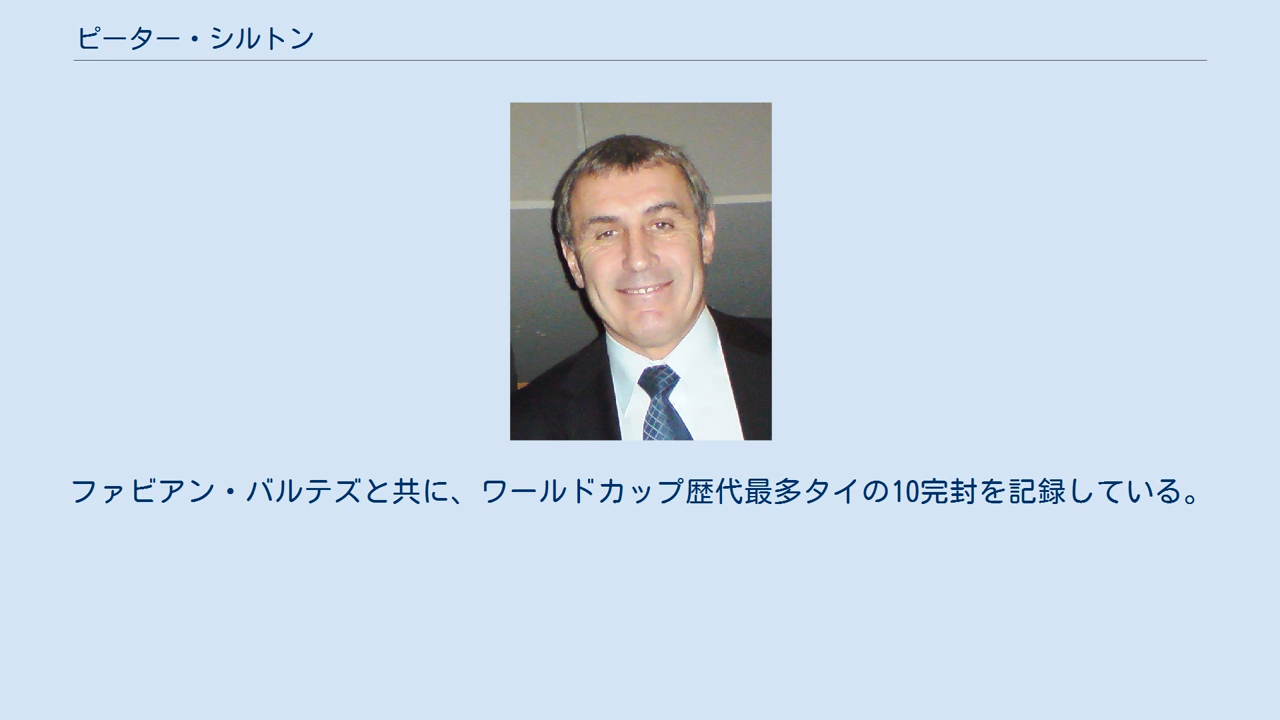 ピーター・シルトン
ファビアン・バルテズと共に、ワールドカップ歴代最多タイの10完封を記録している。